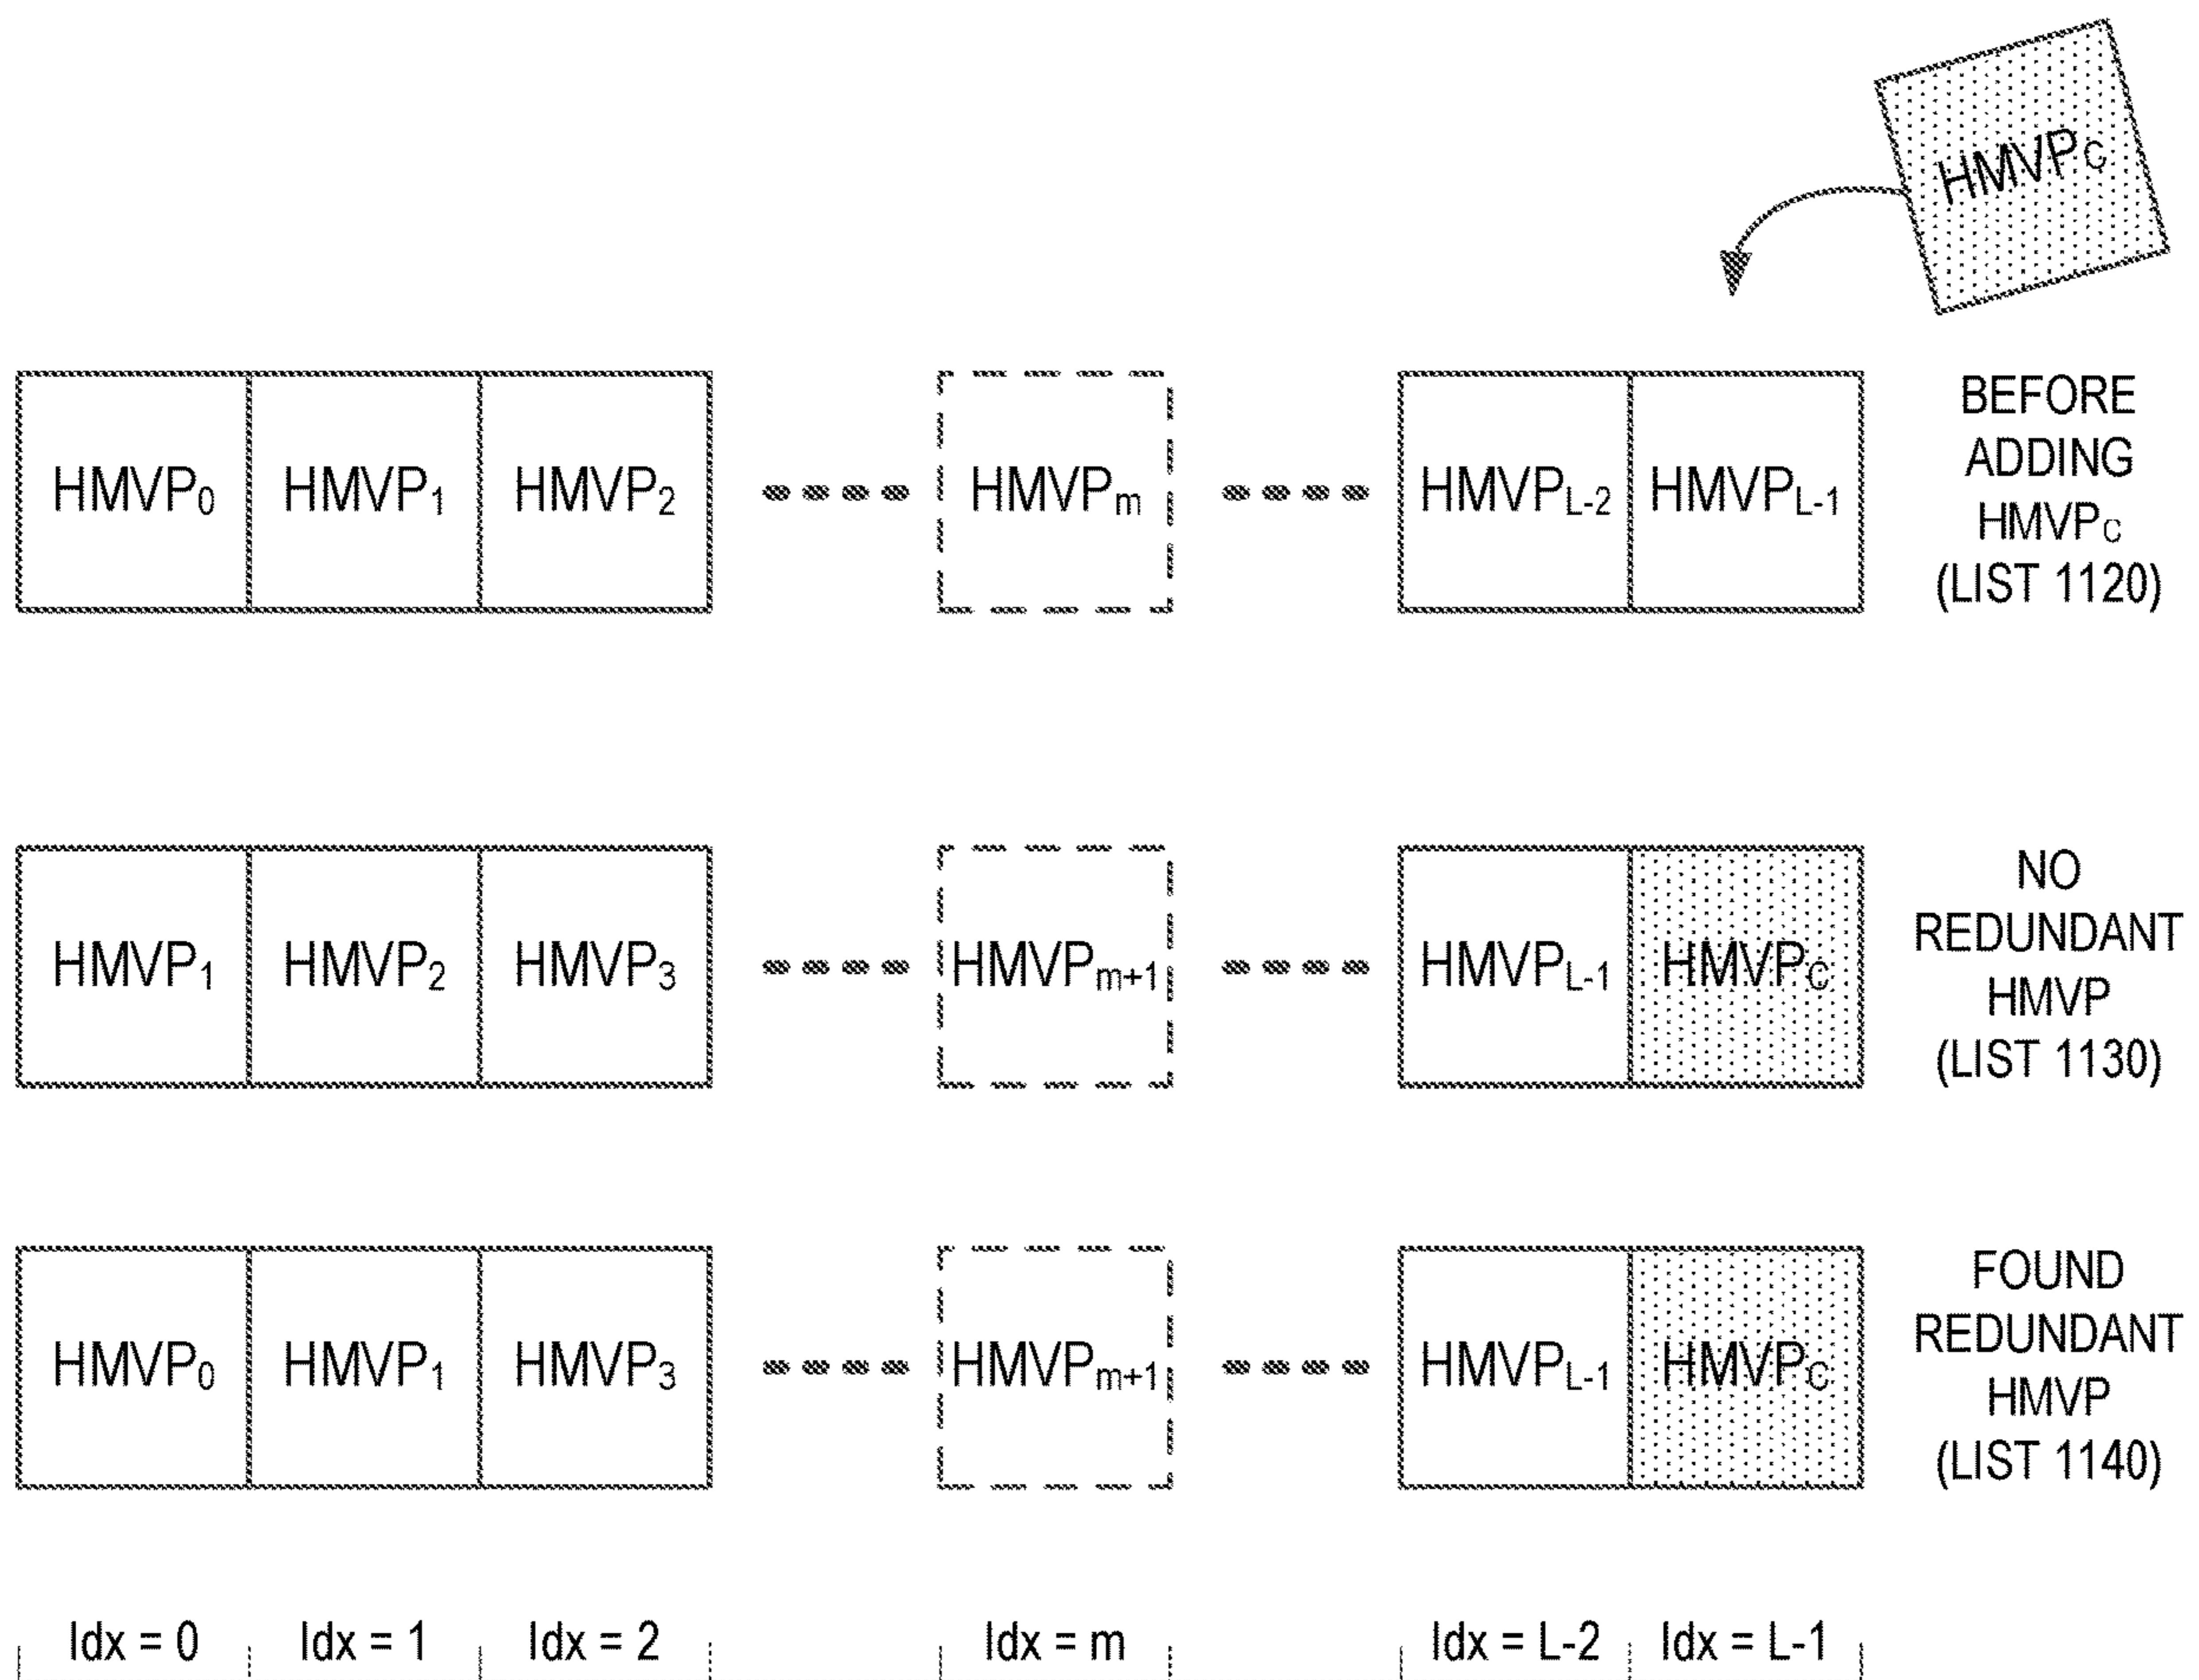 HMVPC
HMVP0 HMVP1 HMVP2 HMVPm HMVPL-2 HMVPL-1
BEFORE
ADDING
HMVPC
(LIST 1120)
HMVP1 HMVP2 HMVP3 HMVPm+1 HMVPL-1 HMVPC
NO
REDUNDANT
HMVP
(LIST 1130)
HMVP0 HMVP1 HMVP3 HMVPm+1 HMVPL-1 HMVPC
FOUND
REDUNDANT
HMVP
(LIST 1140)
Idx = 0 Idx = 1 Idx = 2 Idx = m Idx = L-2 Idx = L-1